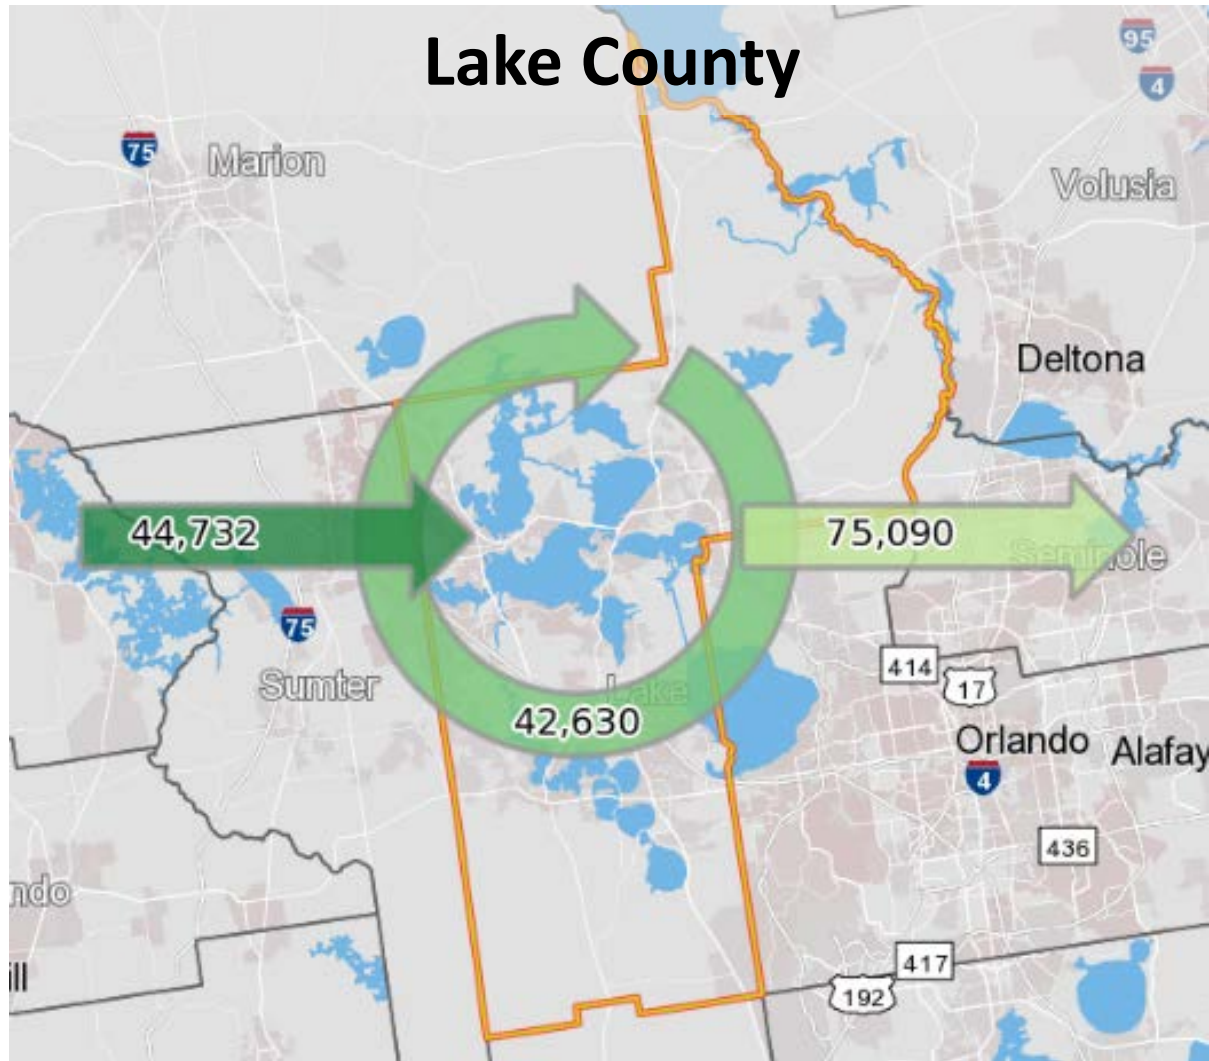 Lake County
95
4
75
Marion
Volusia
Deltona
44,732
75,090
Seminole
75
414
Sumter
Lake
17
42,630
Orlando
Alafay
4
436
ndo
ill
417
192